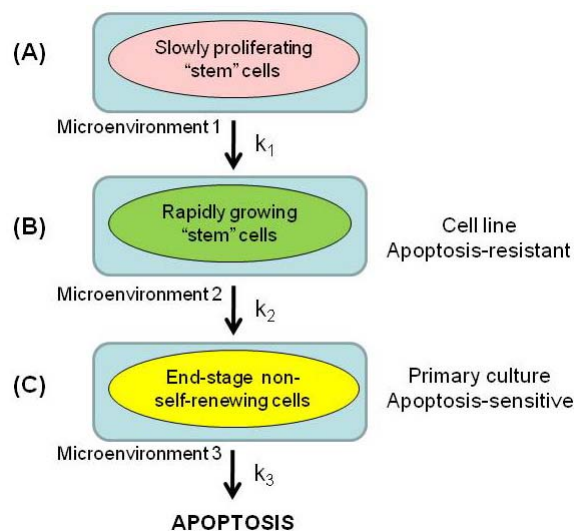 (A)
Slowly proliferating
“stem” cells
Microenvironment 1
k1
(B)
Rapidly growing
“stem” cells
Cell line
Apoptosis-resistant
Microenvironment 2
k2
(C)
End-stage non-
self-renewing cells
Primary culture
Apoptosis-sensitive
Microenvironment 3
k3
APOPTOSIS